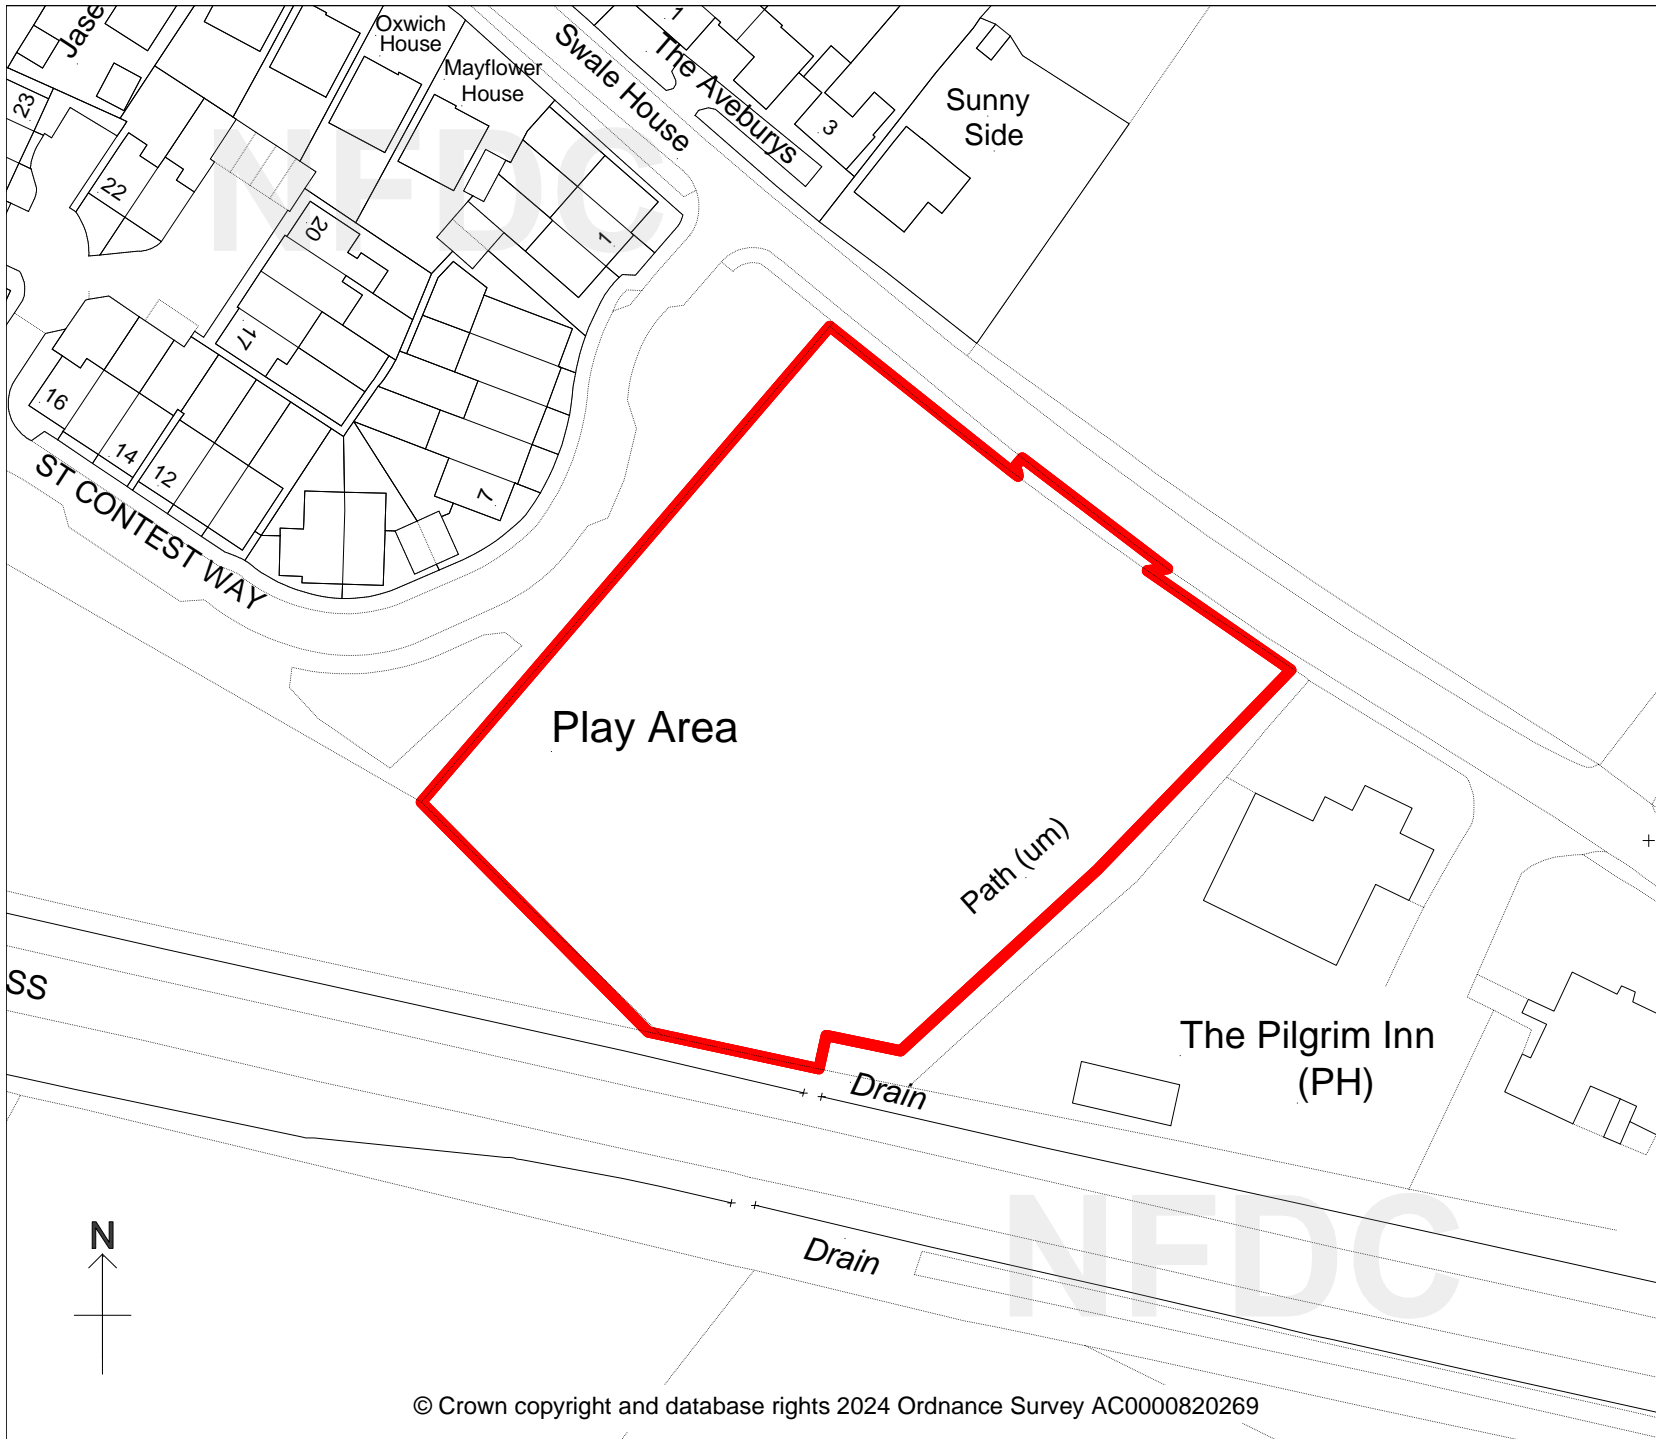 Jase
Oxwich
House
Mayflower
House
Swale House
1
The Aveburys
3
Sunny
Side
23
22
20
1
17
16
14
12
7
ST CONTEST WAY
NFDC
Play Area
Path (um)
SS
Drain
The Pilgrim Inn
(PH)
Drain
NFDC
N
© Crown copyright and database rights 2024 Ordnance Survey AC0000820269